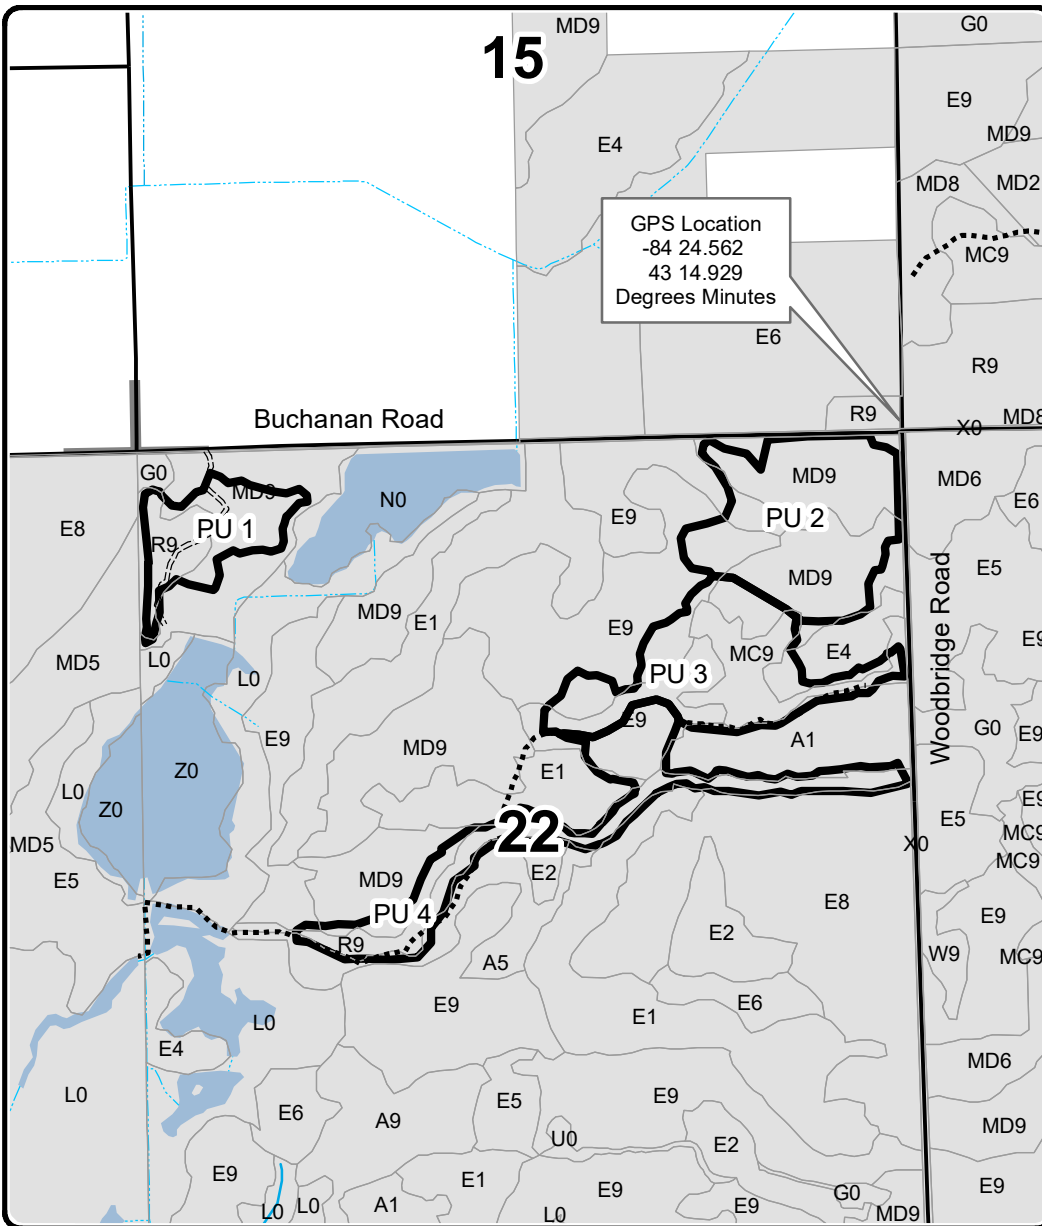 MD9
15
G0
E9
MD9
E4
MD8
MD2
GPS Location
-84 24.562
43 14.929
Degrees Minutes
MC9
E6
R9
Buchanan Road
R9
MD8
X0
G0
MD9
N0
MD9
MD6
E8
R9
PU 1
E9
PU 2
E6
MD9
E5
MD9
E1
E9
Woodbridge Road
MD5
L0
L0
PU 3
MC9
E4
E9
E9
E9
MD9
A1
G0
E9
Z0
E1
L0
Z0
E9
MD5
22
E5
MC9
X0
MC9
E5
MD9
E2
E8
PU 4
E9
R9
E2
W9
MC9
A5
E9
E6
L0
E1
E4
MD6
L0
E6
A9
E5
E9
MD9
U0
E2
E9
E1
E9
E9
G0
L0
L0
A1
L0
E9
MD9